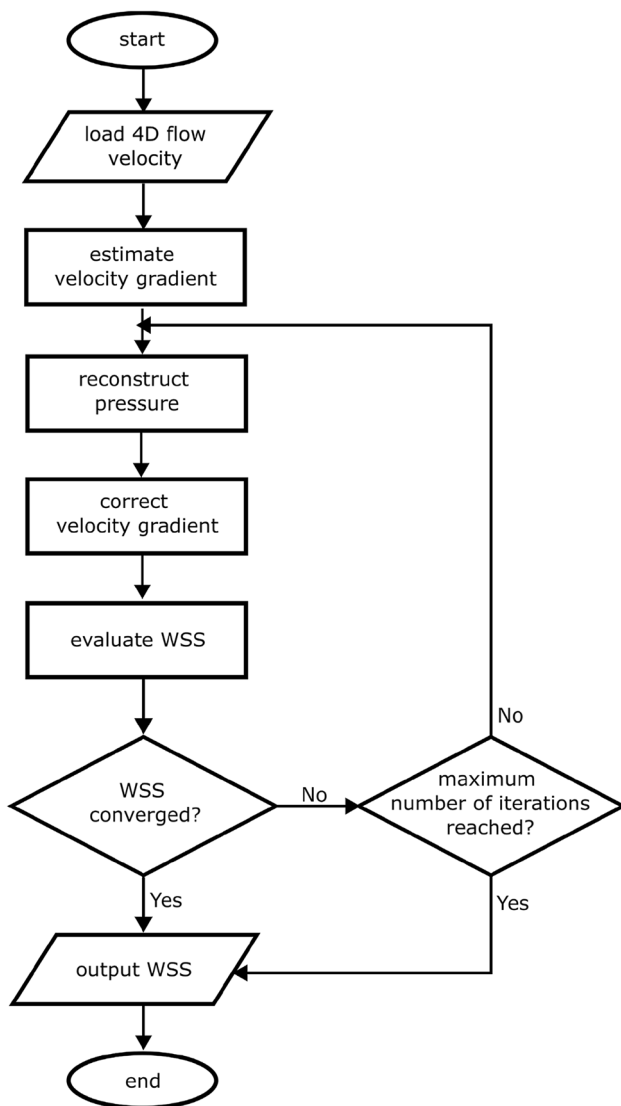 start
load 4D flow
velocity
estimate
velocity gradient
reconstruct
pressure
correct
velocity gradient
evaluate WSS
No
WSS
converged?
No
maximum
number of iterations
reached?
Yes
Yes
output WSS
end